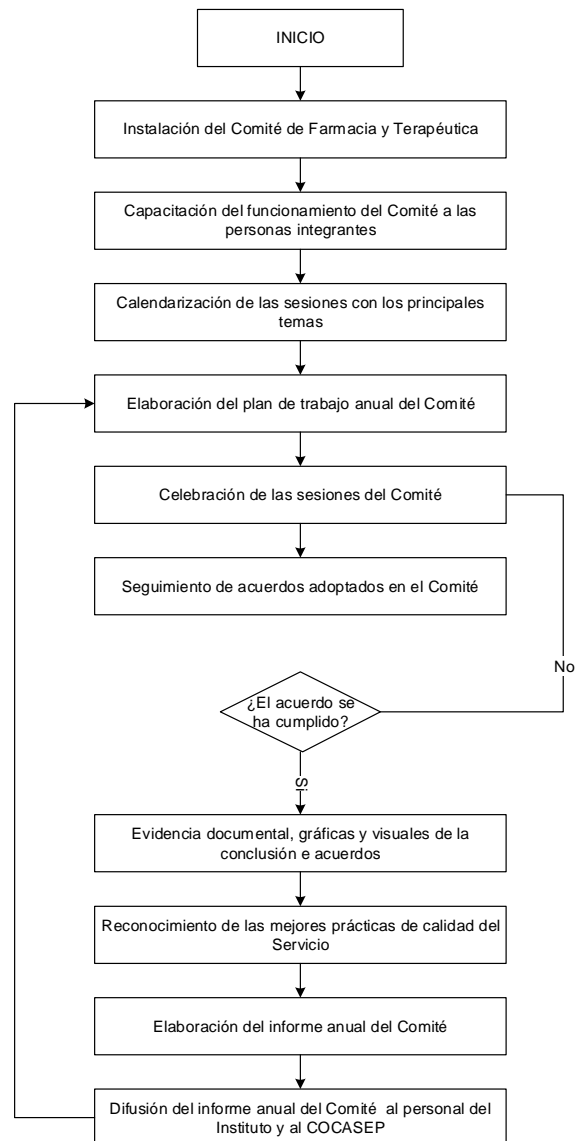 INICIO
Instalación del Comité de Farmacia y Terapéutica
Capacitación del funcionamiento del Comité a las
personas integrantes
Calendarización de las sesiones con los principales
temas
Elaboración del plan de trabajo anual del Comité
Celebración de las sesiones del Comité
Seguimiento de acuerdos adoptados en el Comité
No
¿El acuerdo se
ha cumplido?
Si
Evidencia documental, gráficas y visuales de la
conclusión e acuerdos
Reconocimiento de las mejores prácticas de calidad del
Servicio
Elaboración del informe anual del Comité
Difusión del informe anual del Comité al personal del
Instituto y al COCASEP